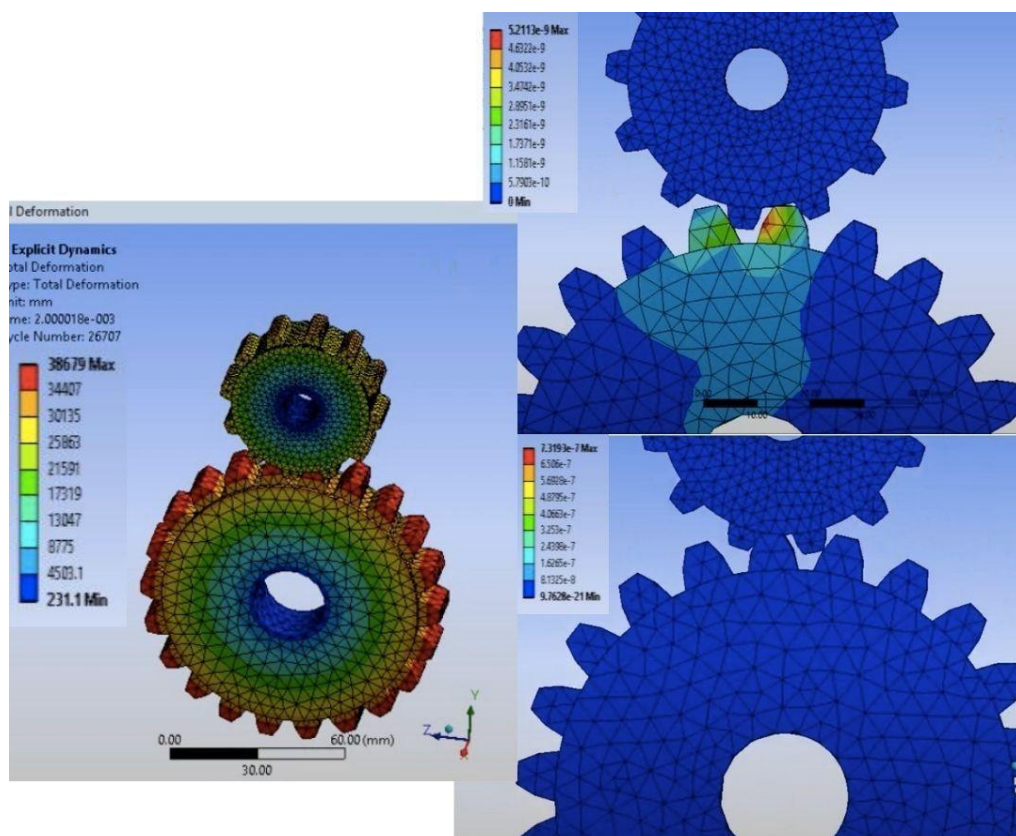 l Deformation
Explicit Dynamics
otal Deformation
ype: Total Deformation
nit: mm
me: 2.000018e-003
ycle Number: 26707
38679 Max
34407
30135
25863
21591
17319
13047
8775
4503.1
231.1 Min
0.00
60.00 (mm)
30.00
Y
Z
X
5.2113e-9 Max
4.6322e-9
4.0532e-9
3.4742e-9
2.8951e-9
2.3161e-9
1.7371e-9
1.1581e-9
5.7903e-10
0 Min
10.00
7.3193e-7 Max
6.506e-7
5.6928e-7
4.8795e-7
4.0663e-7
3.253e-7
2.4398e-7
1.6265e-7
8.1325e-8
9.7628e-21 Min